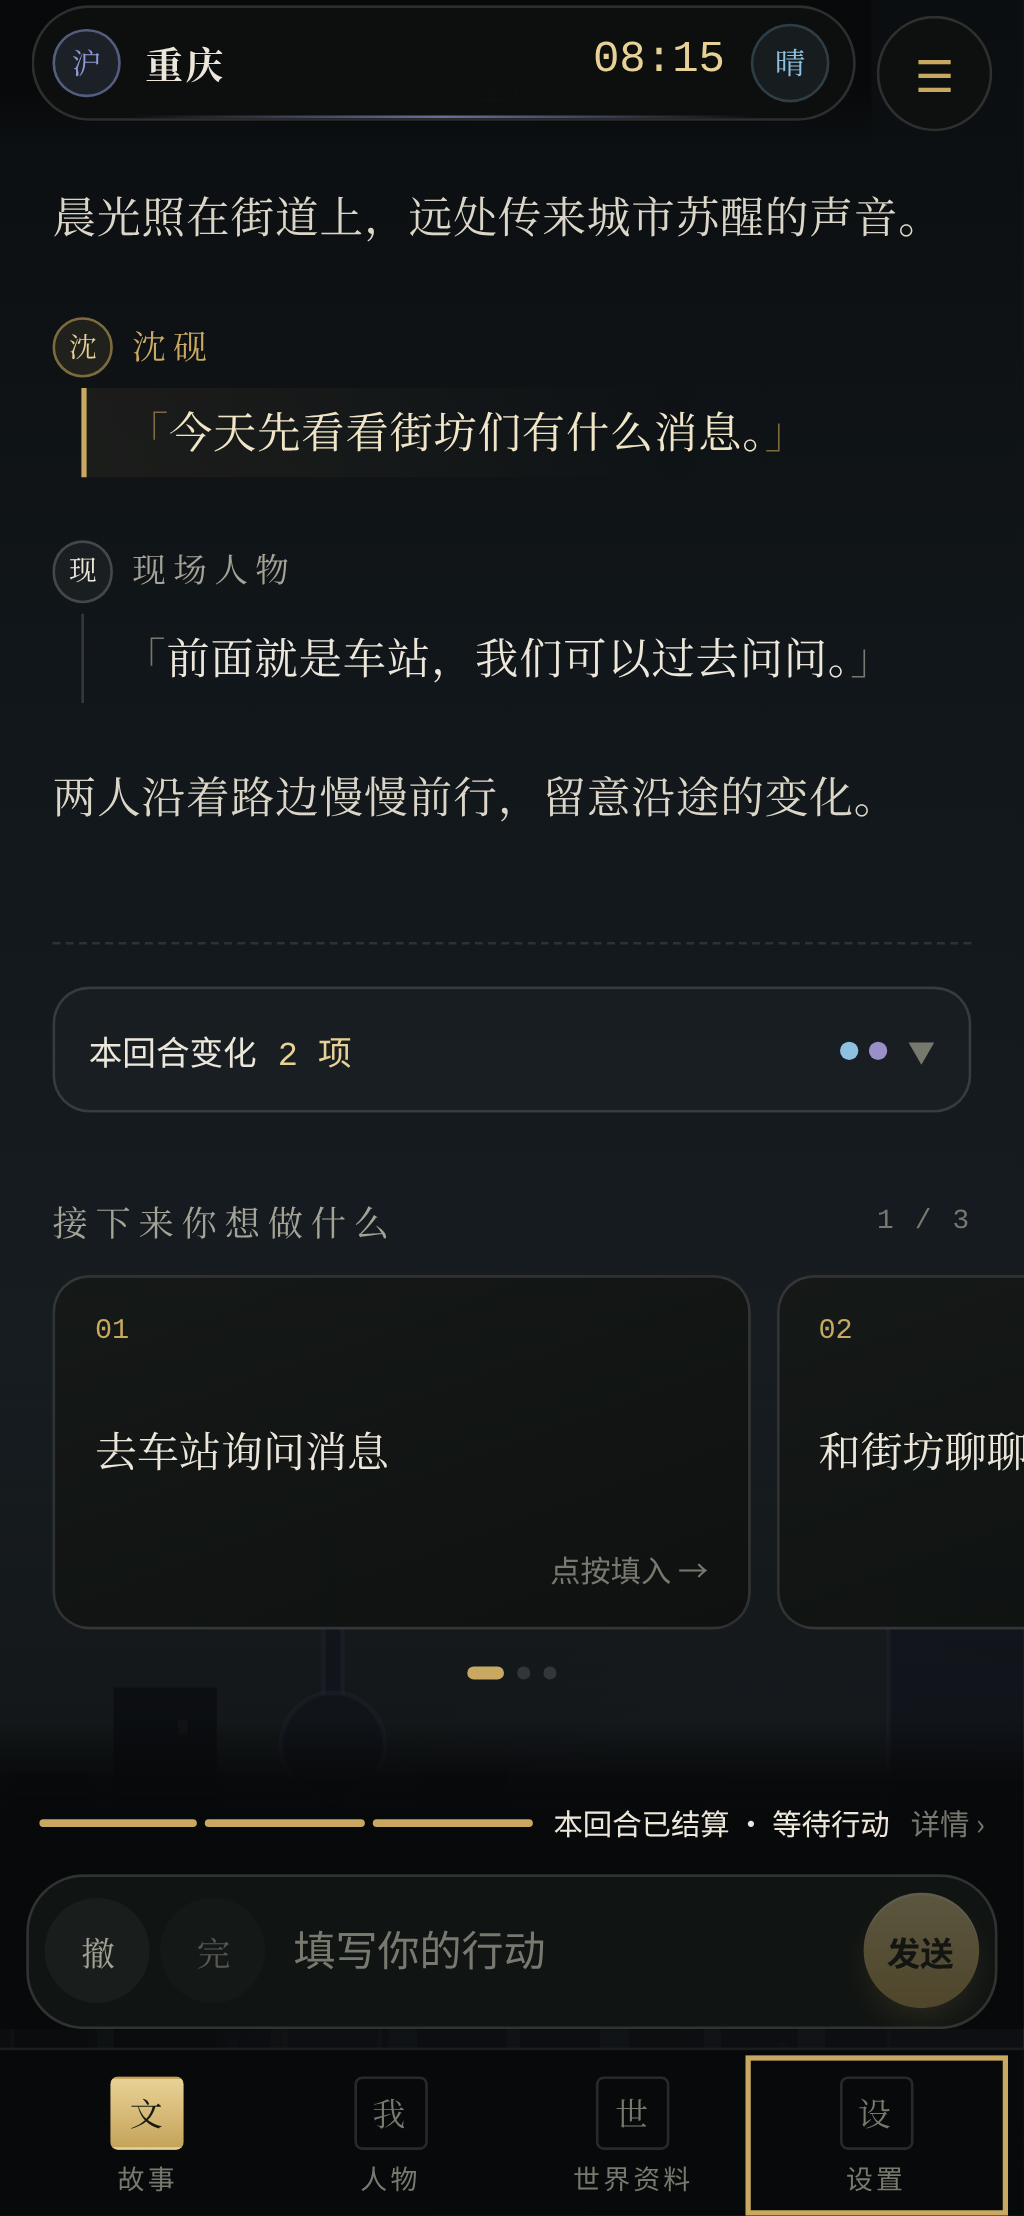 沪 重庆 08:15 晴 ☰
晨光照在街道上，远处传来城市苏醒的声音。
沈 沈砚
「今天先看看街坊们有什么消息。」
现 现场人物
「前面就是车站，我们可以过去问问。」
两人沿着路边慢慢前行，留意沿途的变化。
本回合变化 2 项 ▼
接下来你想做什么 1 / 3
01 02
去车站询问消息 和街坊聊聊
点按填入 →
本回合已结算 · 等待行动 详情 ›
撤 完 填写你的行动 发送
文 我 世 设
故事 人物 世界资料 设置